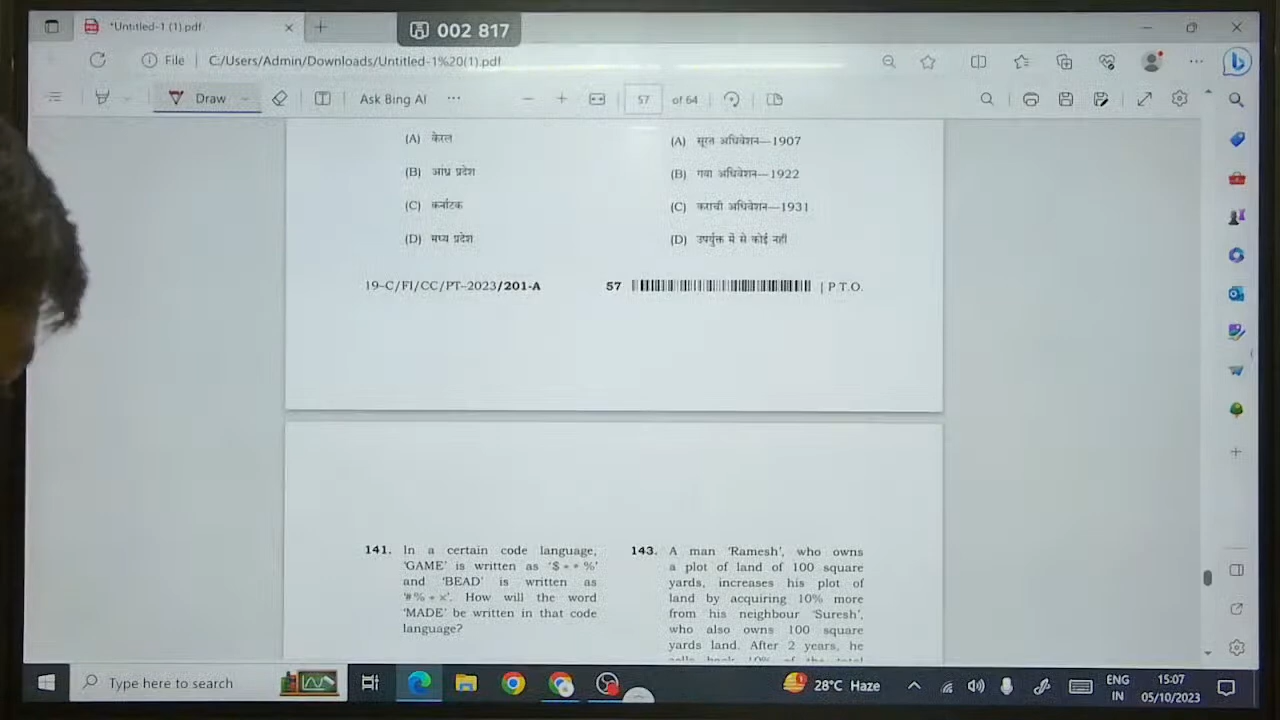 *Untitled-1 (1).pdf
002 817
File
C:/Users/Admin/Downloads/Untitled-1%20(1).pdf
Draw
Ask Bing AI
57 of 64
(A) केरल
(B) आंध्र प्रदेश
(C) कर्नाटक
(D) मध्य प्रदेश
(A) सूरत अधिवेशन—1907
(B) गया अधिवेशन—1922
(C) कराची अधिवेशन—1931
(D) उपर्युक्त में से कोई नहीं
19-C/FI/CC/PT–2023/201-A
57
| P.T.O.
141. In a certain code language,
'GAME' is written as '$ * + %'
and 'BEAD' is written as
'# % * ×'. How will the word
'MADE' be written in that code
language?
143. A man 'Ramesh', who owns
a plot of land of 100 square
yards, increases his plot of
land by acquiring 10% more
from his neighbour 'Suresh',
who also owns 100 square
yards land. After 2 years, he
Type here to search
28°C Haze
ENG
IN
15:07
05/10/2023